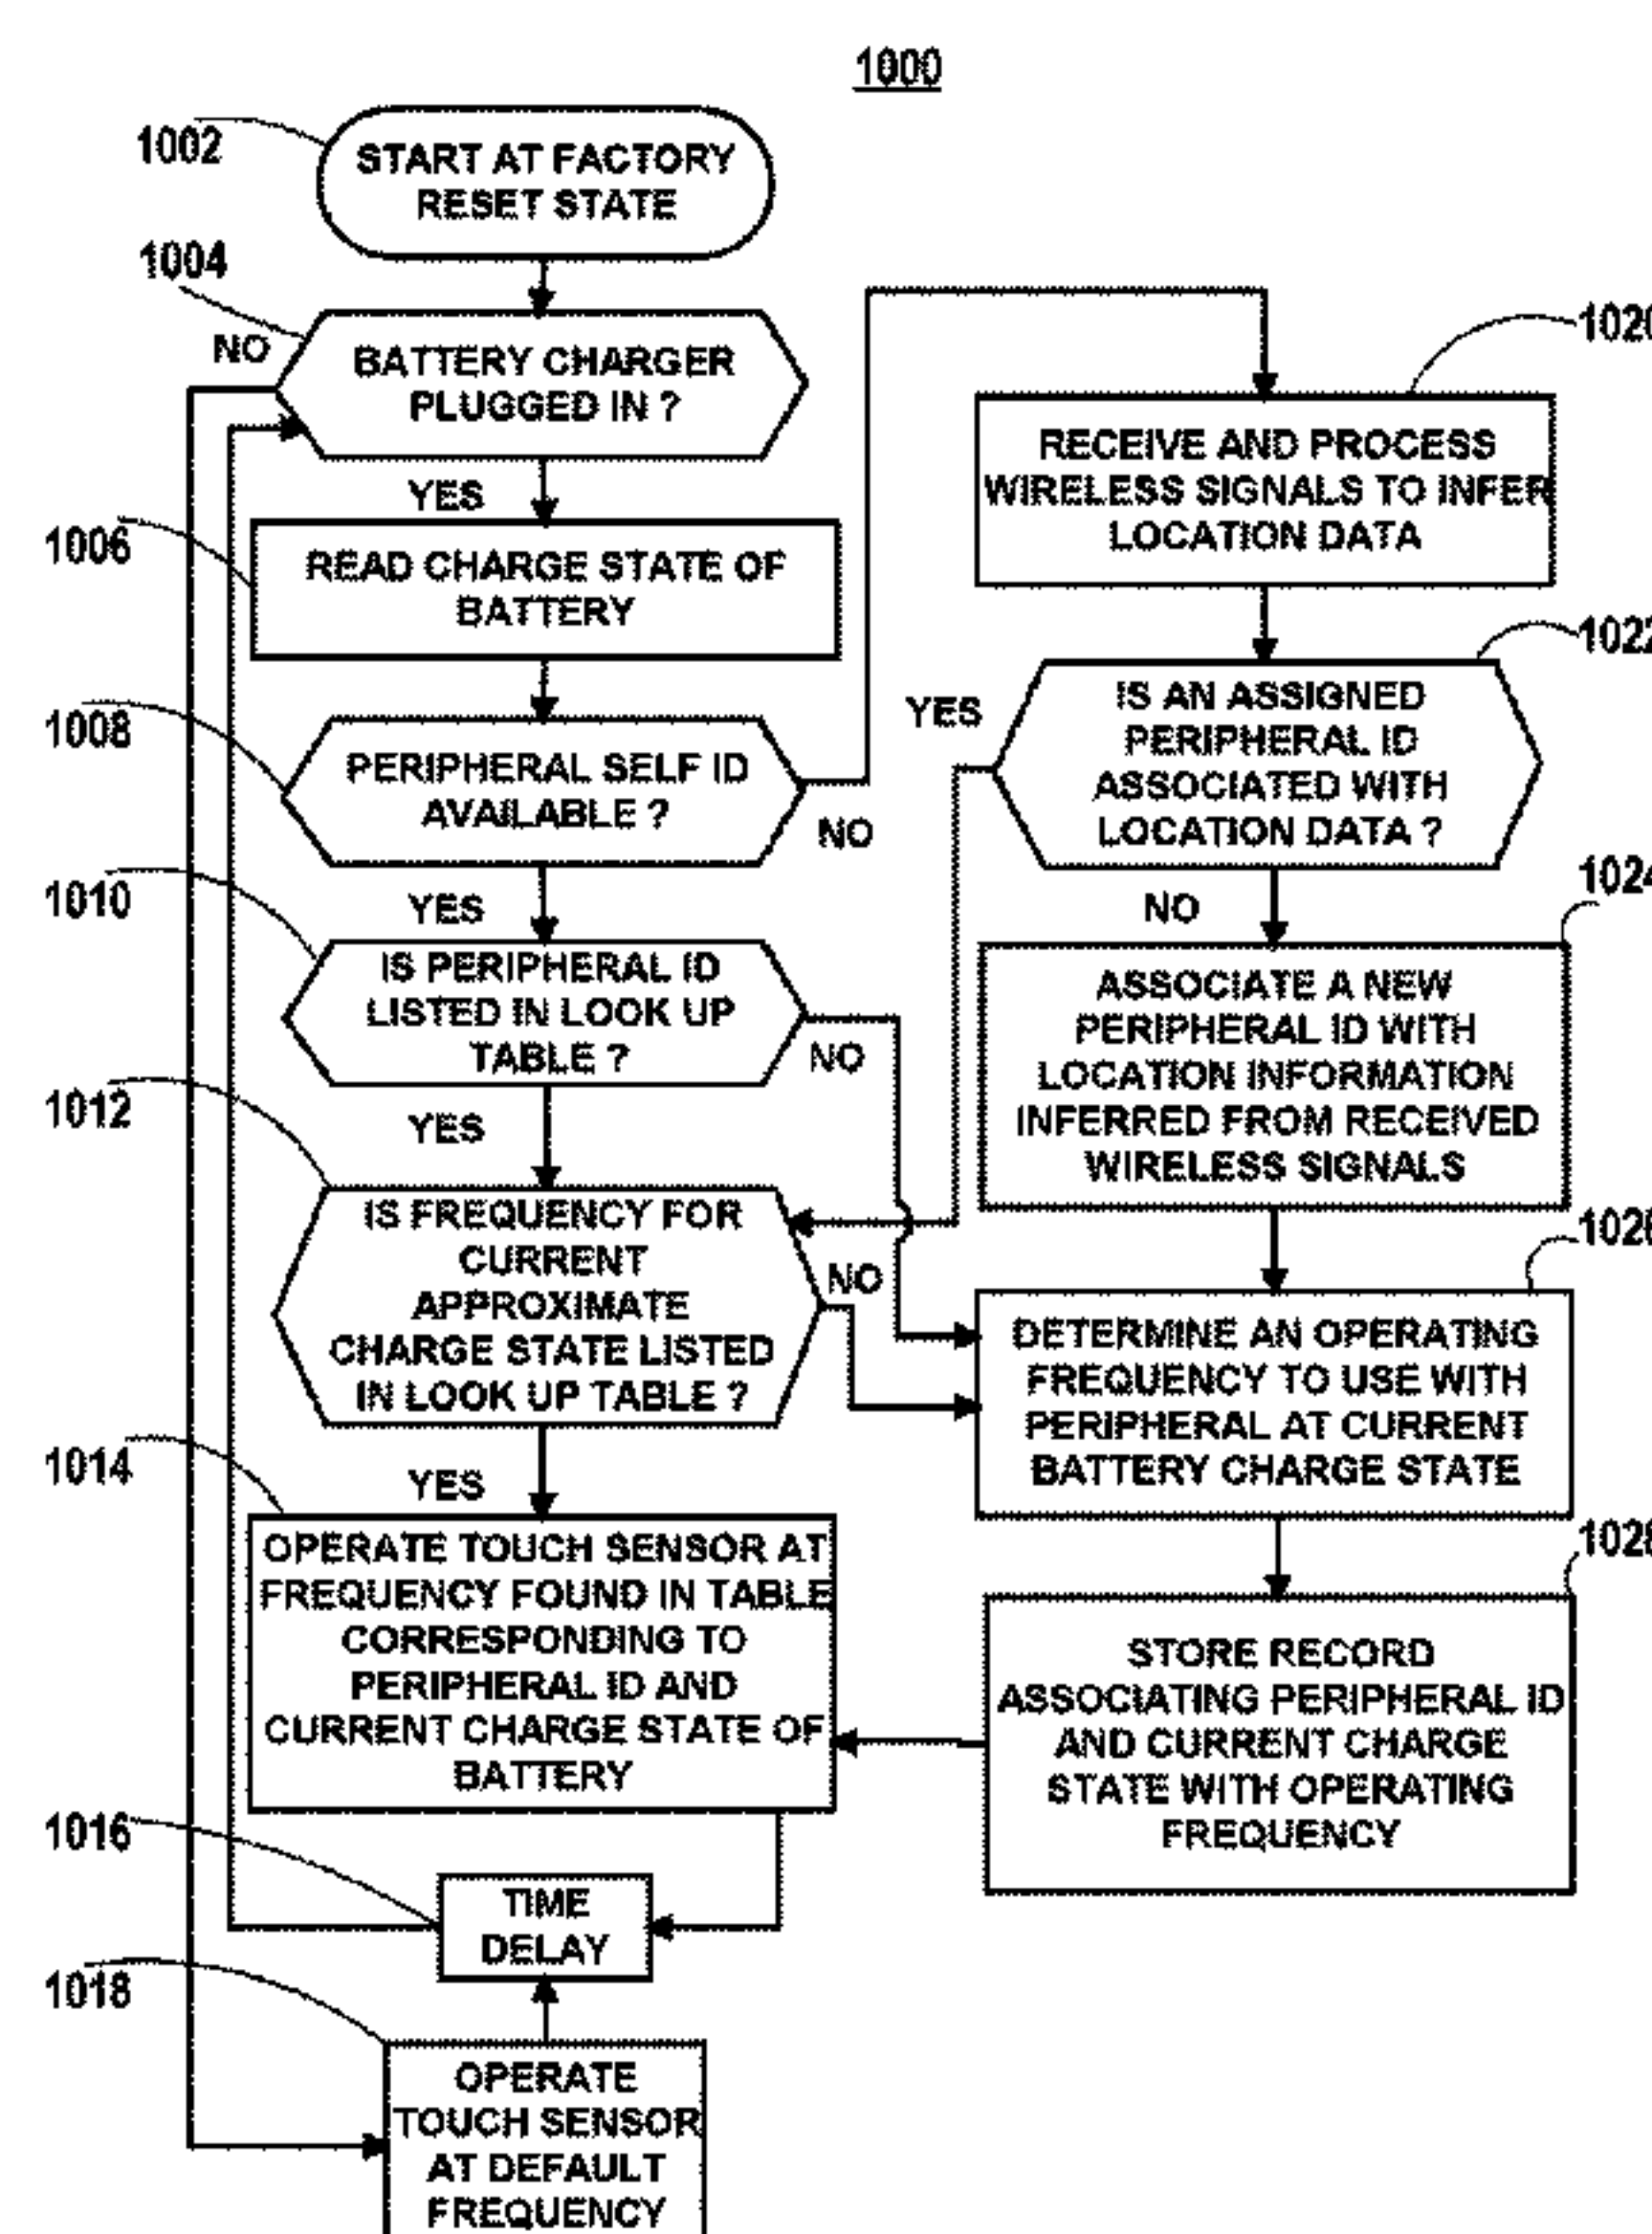 1000
1002
START AT FACTORY
RESET STATE
1004
NO
BATTERY CHARGER
PLUGGED IN ?
YES
1006
READ CHARGE STATE OF
BATTERY
1008
PERIPHERAL SELF ID
AVAILABLE ?
NO
YES
1010
IS PERIPHERAL ID
LISTED IN LOOK UP
TABLE ?
NO
YES
1012
IS FREQUENCY FOR
CURRENT
APPROXIMATE
CHARGE STATE LISTED
IN LOOK UP TABLE ?
NO
YES
1014
OPERATE TOUCH SENSOR AT
FREQUENCY FOUND IN TABLE
CORRESPONDING TO
PERIPHERAL ID AND
CURRENT CHARGE STATE OF
BATTERY
1016
TIME
DELAY
1018
OPERATE
TOUCH SENSOR
AT DEFAULT
FREQUENCY
1020
RECEIVE AND PROCESS
WIRELESS SIGNALS TO INFER
LOCATION DATA
1022
YES
IS AN ASSIGNED
PERIPHERAL ID
ASSOCIATED WITH
LOCATION DATA ?
NO
1024
ASSOCIATE A NEW
PERIPHERAL ID WITH
LOCATION INFORMATION
INFERRED FROM RECEIVED
WIRELESS SIGNALS
1026
DETERMINE AN OPERATING
FREQUENCY TO USE WITH
PERIPHERAL AT CURRENT
BATTERY CHARGE STATE
1028
STORE RECORD
ASSOCIATING PERIPHERAL ID
AND CURRENT CHARGE
STATE WITH OPERATING
FREQUENCY